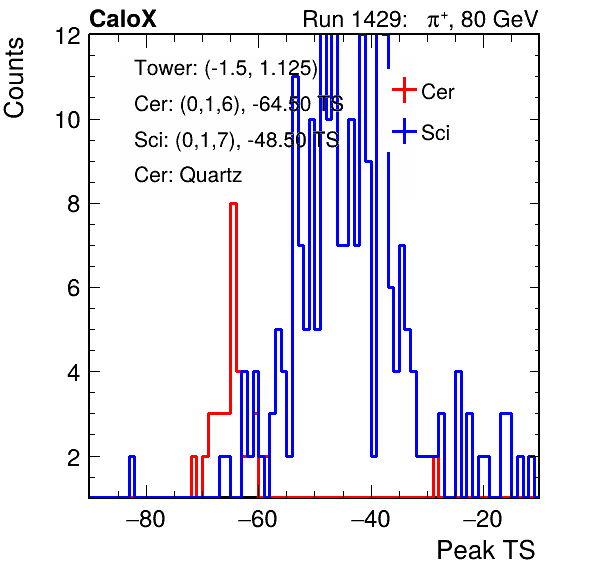 CaloX Run 1429: π⁺, 80 GeV
Counts
12
10
8
6
4
2
Tower: (-1.5, 1.125)
Cer: (0,1,6), -64.50 TS
Sci: (0,1,7), -48.50 TS
Cer: Quartz
Cer
Sci
−80 −60 −40 −20
Peak TS